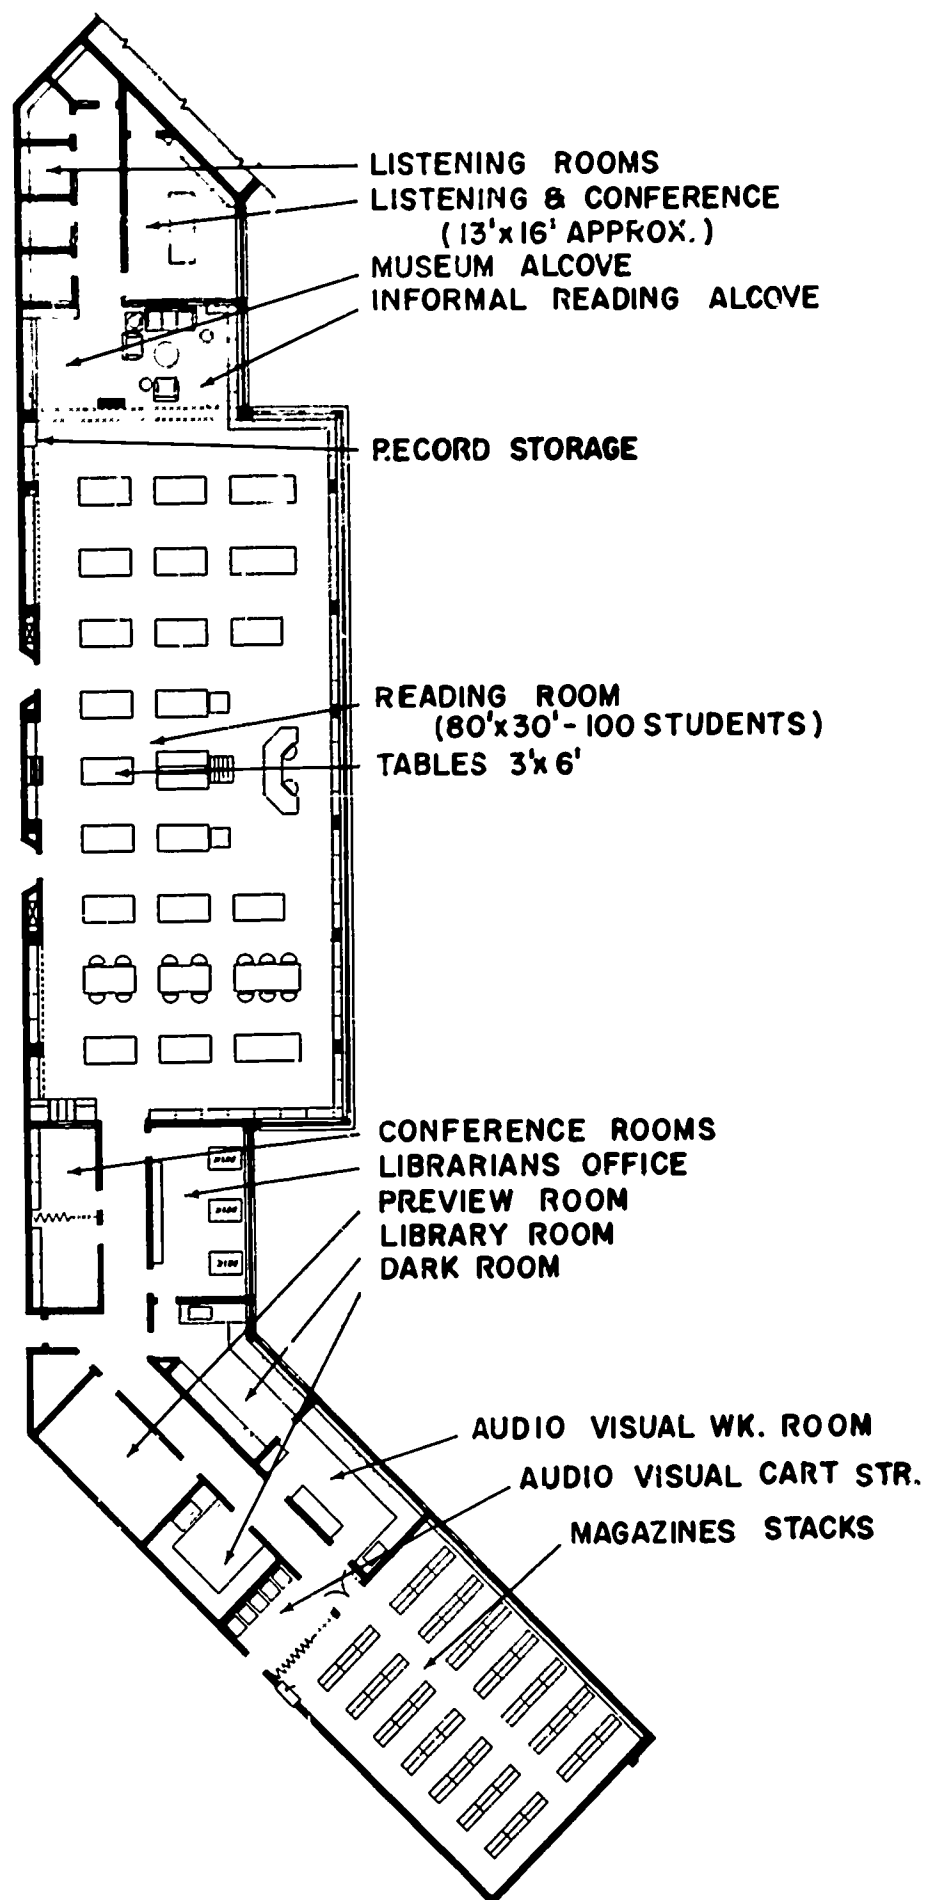 LISTENING ROOMS
LISTENING & CONFERENCE
(13'x16' APPROX.)
MUSEUM ALCOVE
INFORMAL READING ALCOVE
RECORD STORAGE
READING ROOM
(80'x30'-100 STUDENTS)
TABLES 3'x6'
CONFERENCE ROOMS
LIBRARIANS OFFICE
PREVIEW ROOM
LIBRARY ROOM
DARK ROOM
AUDIO VISUAL WK. ROOM
AUDIO VISUAL CART STR.
MAGAZINES STACKS